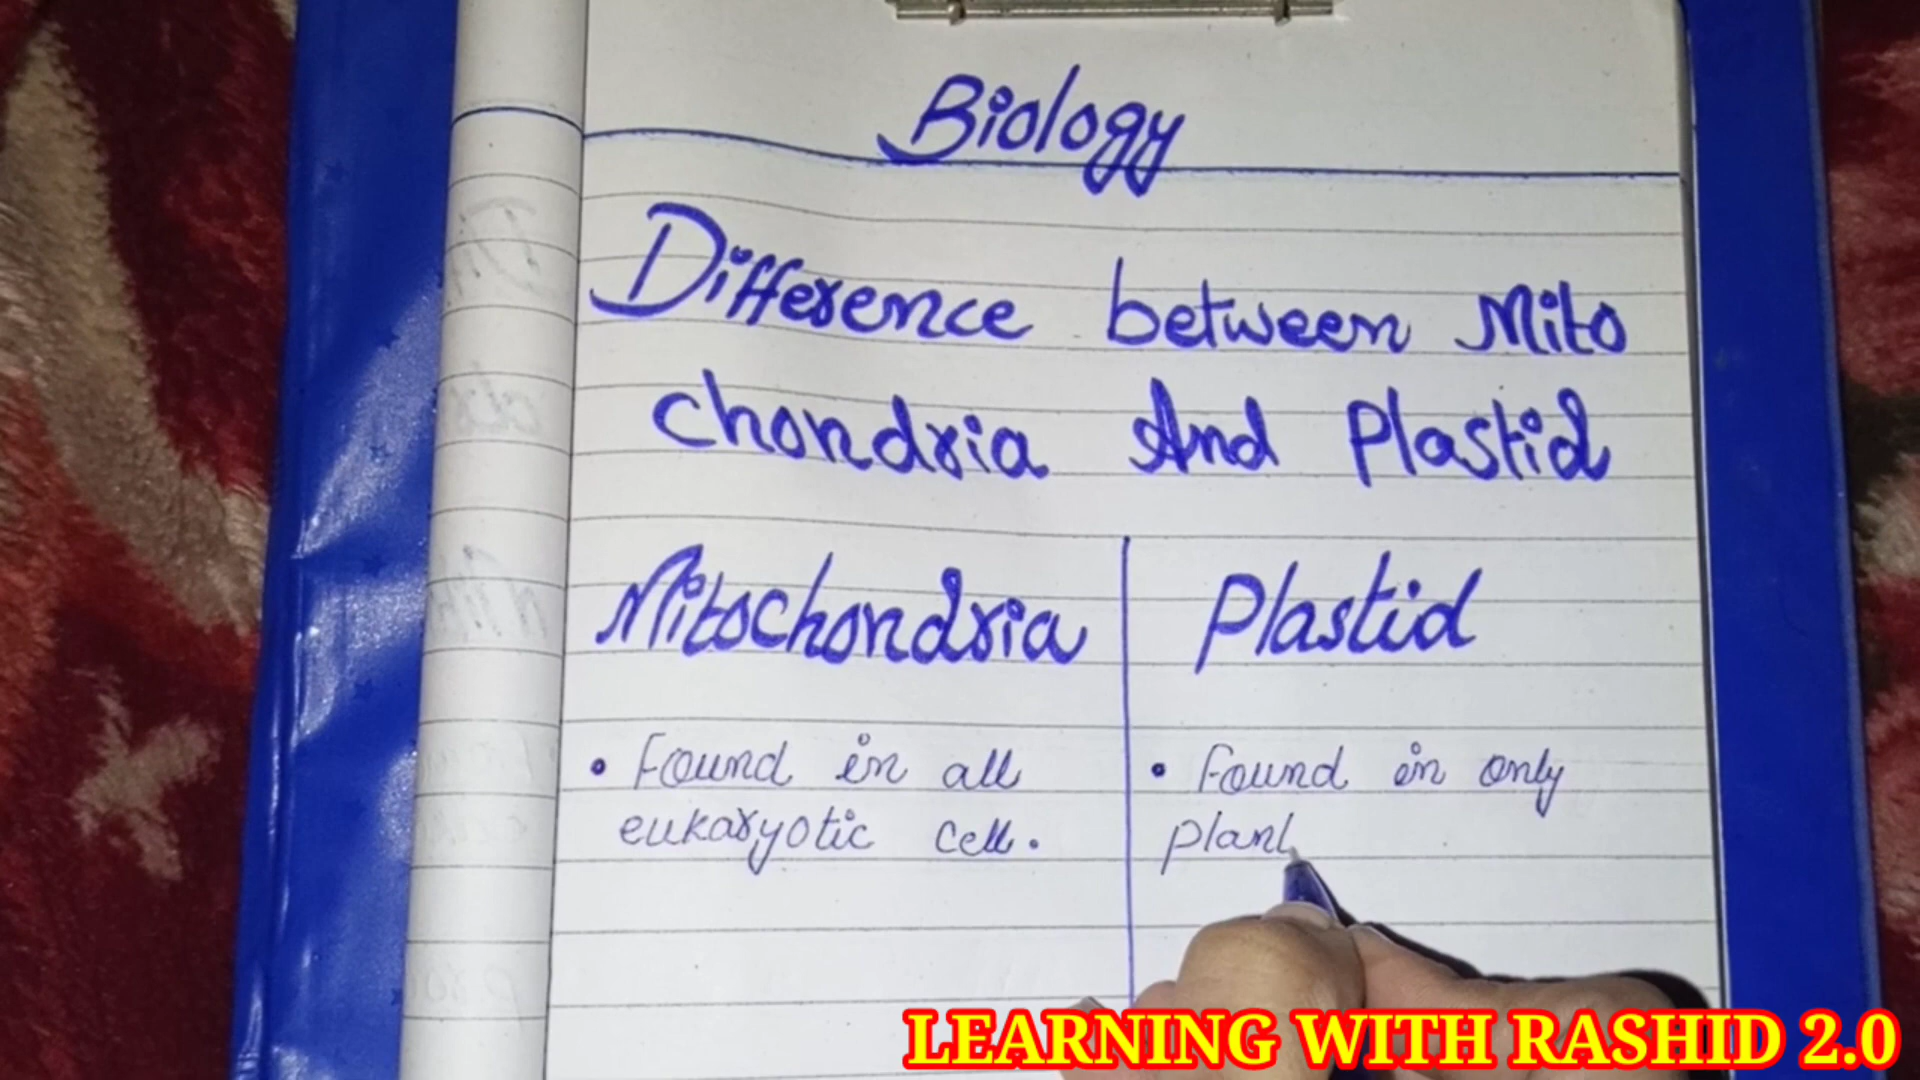 Biology
Difference between Mito
chondria And Plastid
Mitochondria
Plastid
• Found in all
eukaryotic cell.
• Found in only
plant
LEARNING WITH RASHID 2.0